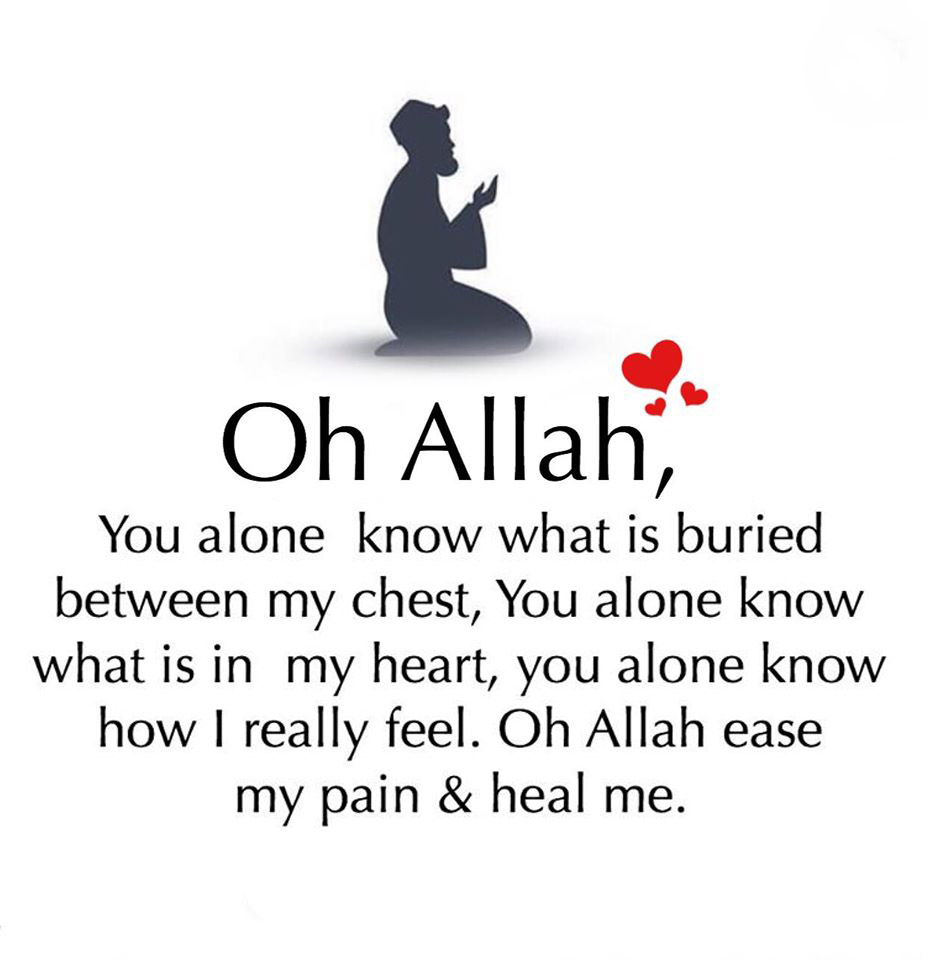 Oh Allah,
You alone know what is buried
between my chest, You alone know
what is in my heart, you alone know
how I really feel. Oh Allah ease
my pain & heal me.